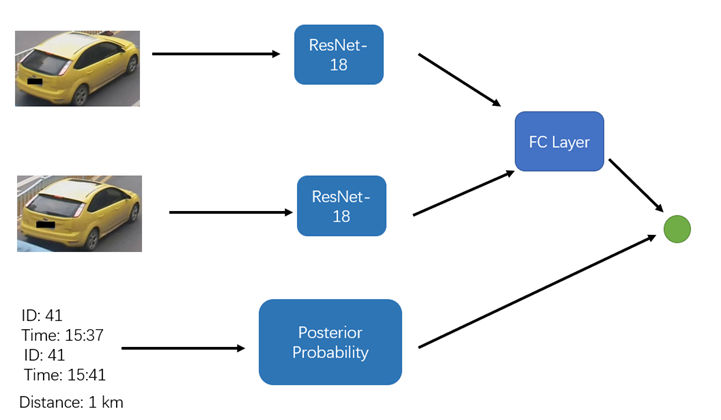 ResNet-
18
FC Layer
ResNet-
18
ID: 41
Time: 15:37
ID: 41
Time: 15:41
Distance: 1 km
Posterior
Probability